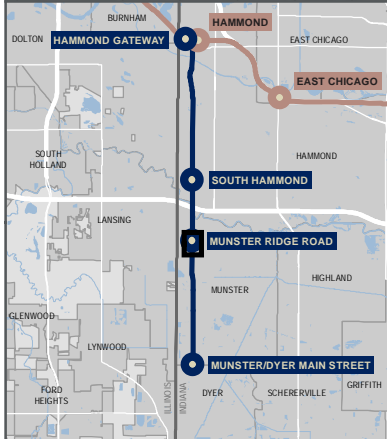 BURNHAM
HAMMOND
DOLTON
HAMMOND GATEWAY
EAST CHICAGO
EAST CHICAGO
SOUTH
HOLLAND
HAMMOND
SOUTH HAMMOND
LANSING
MUNSTER RIDGE ROAD
HIGHLAND
MUNSTER
GLENWOOD
LYNWOOD
MUNSTER/DYER MAIN STREET
FORD
HEIGHTS
ILLINOIS
INDIANA
DYER
SCHERERVILLE
GRIFFITH